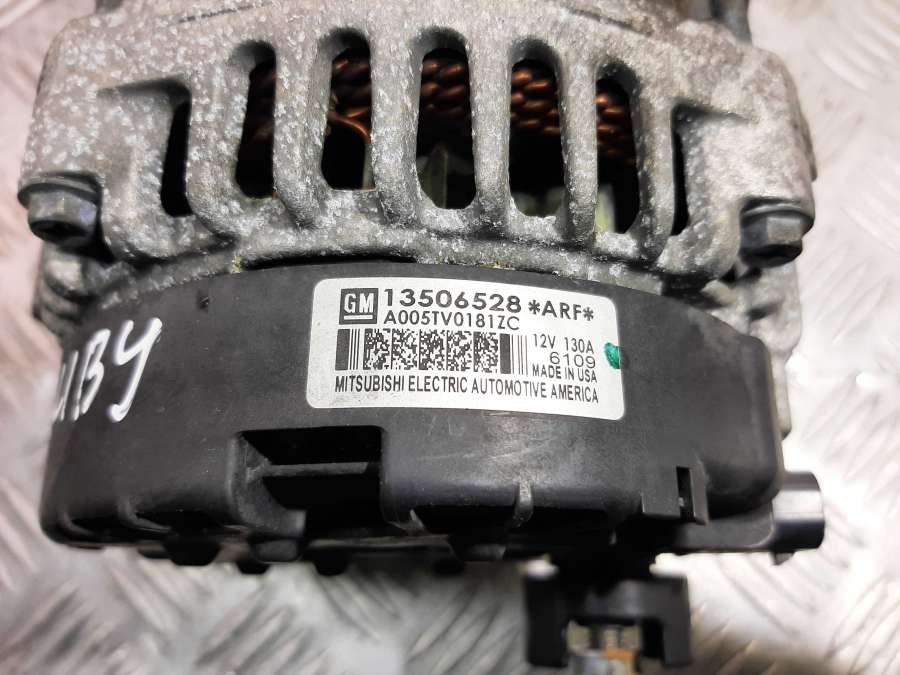 GM 13506528 *ARF*
A005TV0181ZC
12V 130A
6109
MADE IN USA
MITSUBISHI ELECTRIC AUTOMOTIVE AMERICA